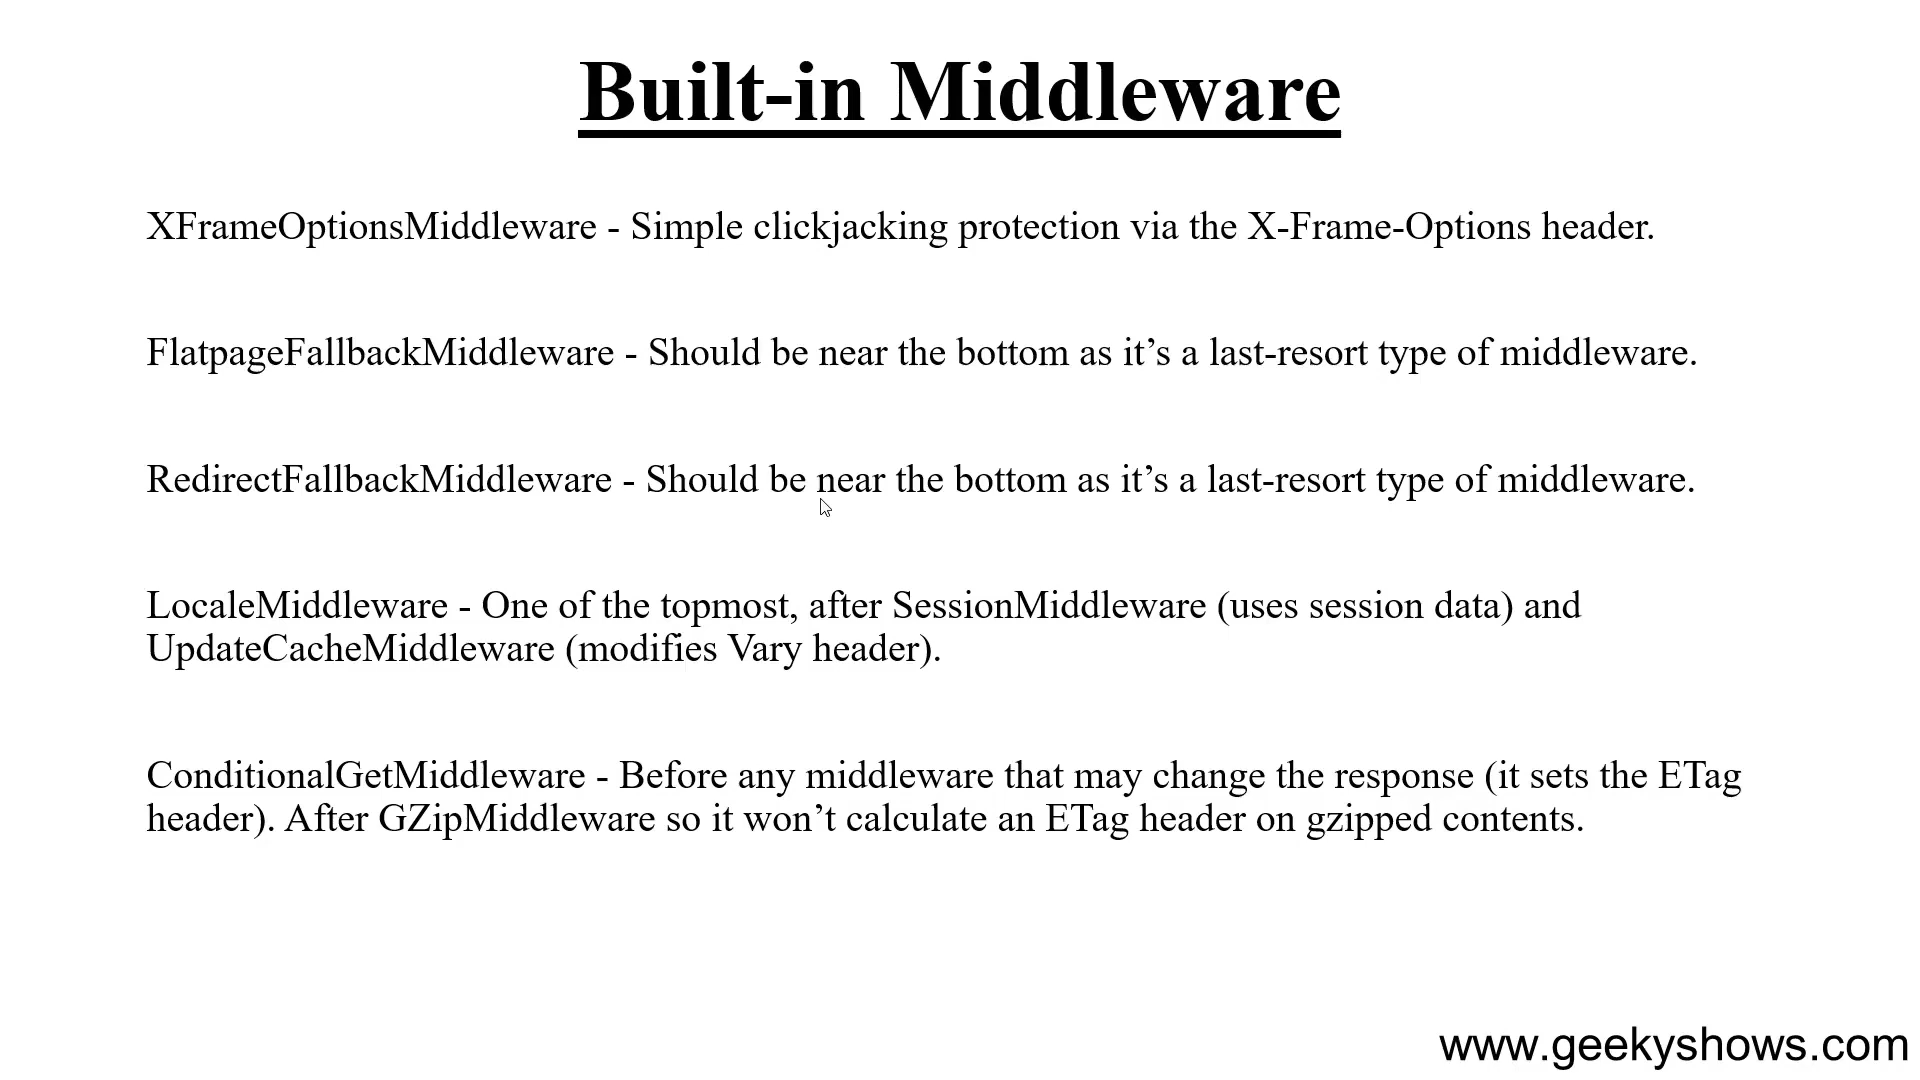 Built-in Middleware
XFrameOptionsMiddleware - Simple clickjacking protection via the X-Frame-Options header.
FlatpageFallbackMiddleware - Should be near the bottom as it’s a last-resort type of middleware.
RedirectFallbackMiddleware - Should be near the bottom as it’s a last-resort type of middleware.
LocaleMiddleware - One of the topmost, after SessionMiddleware (uses session data) and
UpdateCacheMiddleware (modifies Vary header).
ConditionalGetMiddleware - Before any middleware that may change the response (it sets the ETag
header). After GZipMiddleware so it won’t calculate an ETag header on gzipped contents.
www.geekyshows.com